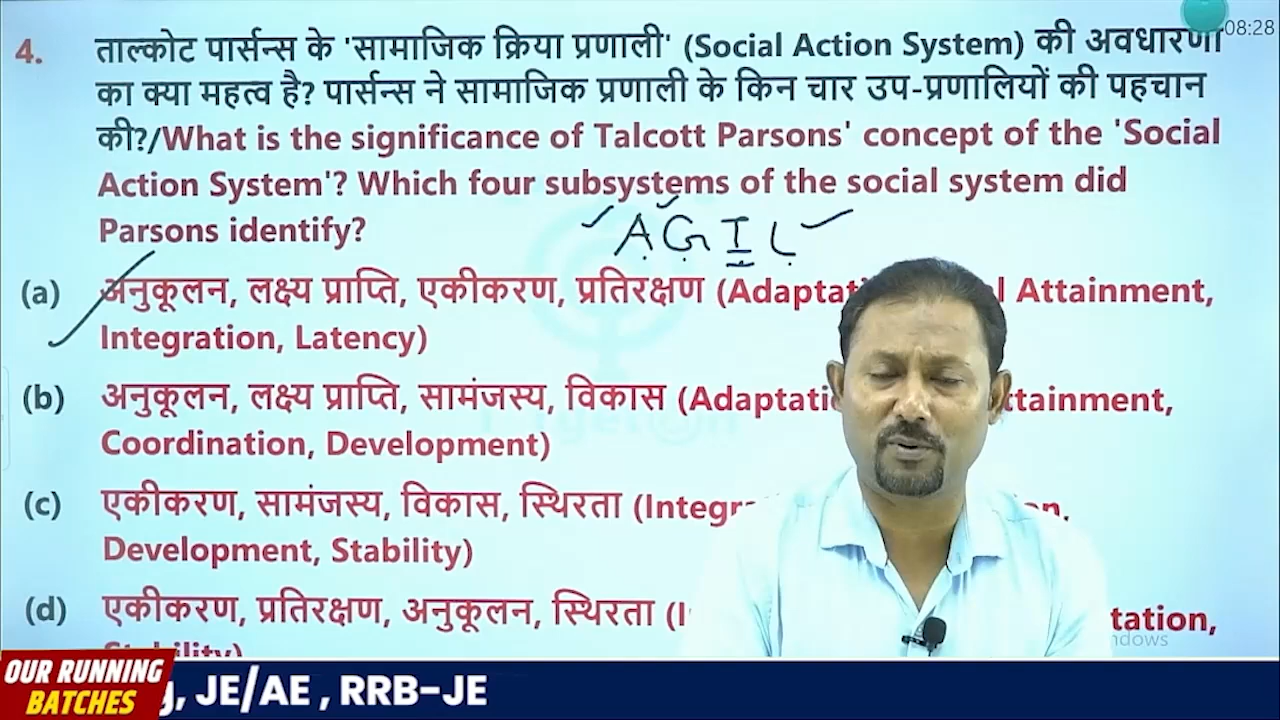 08:28
4. ताल्कोट पार्सन्स के 'सामाजिक क्रिया प्रणाली' (Social Action System) की अवधारणा
का क्या महत्व है? पार्सन्स ने सामाजिक प्रणाली के किन चार उप-प्रणालियों की पहचान
की?/What is the significance of Talcott Parsons' concept of the 'Social
Action System'? Which four subsystems of the social system did
Parsons identify?
A G I L
(a) अनुकूलन, लक्ष्य प्राप्ति, एकीकरण, प्रतिरक्षण (Adaptati l Attainment,
Integration, Latency)
(b) अनुकूलन, लक्ष्य प्राप्ति, सामंजस्य, विकास (Adaptati ttainment,
Coordination, Development)
(c) एकीकरण, सामंजस्य, विकास, स्थिरता (Integra n,
Development, Stability)
(d) एकीकरण, प्रतिरक्षण, अनुकूलन, स्थिरता (I tation,
Stability)
ndows
OUR RUNNING
BATCHES
g, JE/AE , RRB-JE